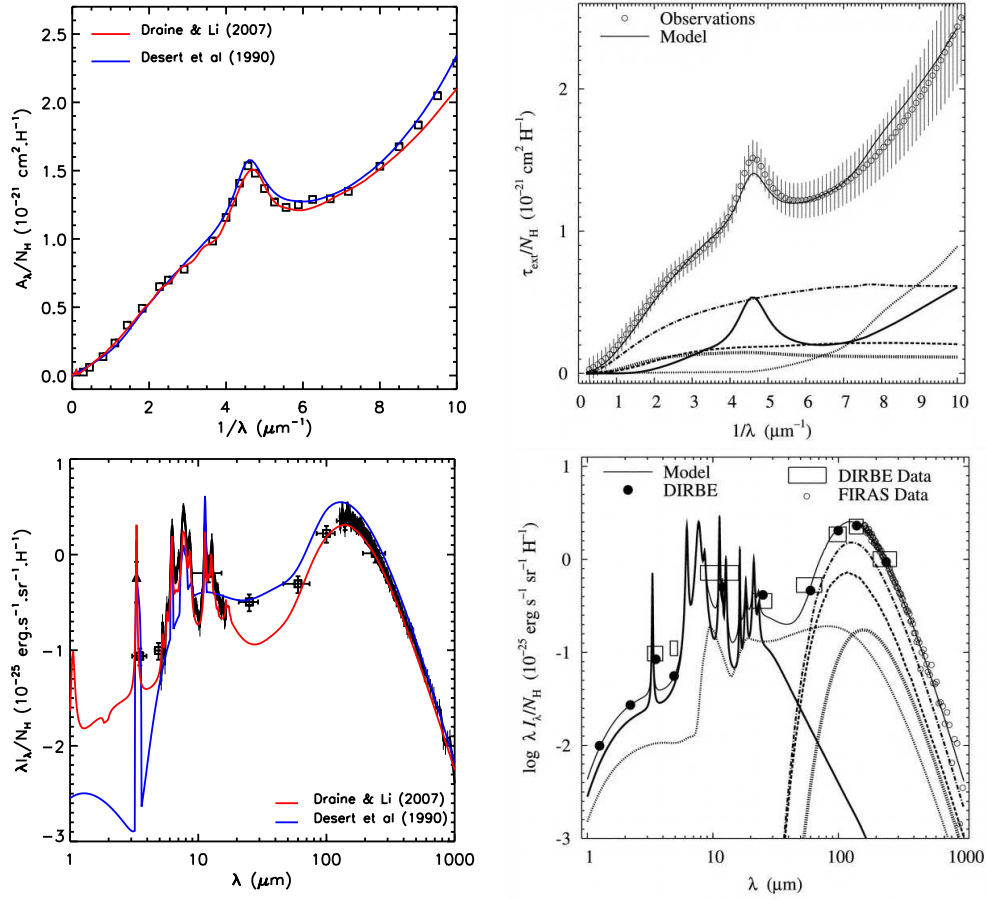 Draine & Li (2007)
Desert et al (1990)
A_λ/N_H (10⁻²¹ cm².H⁻¹)
2.5
2.0
1.5
1.0
0.5
0.0
0 2 4 6 8 10
1/λ (μm⁻¹)
Observations
Model
τ_ext/N_H (10⁻²¹ cm² H⁻¹)
2
1
0
0 1 2 3 4 5 6 7 8 9 10
1/λ (μm⁻¹)
λI_λ/N_H (10⁻²⁵ erg.s⁻¹.sr⁻¹.H⁻¹)
1
0
-1
-2
-3
Draine & Li (2007)
Desert et al (1990)
1 10 100 1000
λ (μm)
Model
DIRBE
DIRBE Data
FIRAS Data
log λ I_λ/N_H (10⁻²⁵ erg s⁻¹ sr⁻¹ H⁻¹)
1
0
-1
-2
-3
1 10 100 1000
λ (μm)